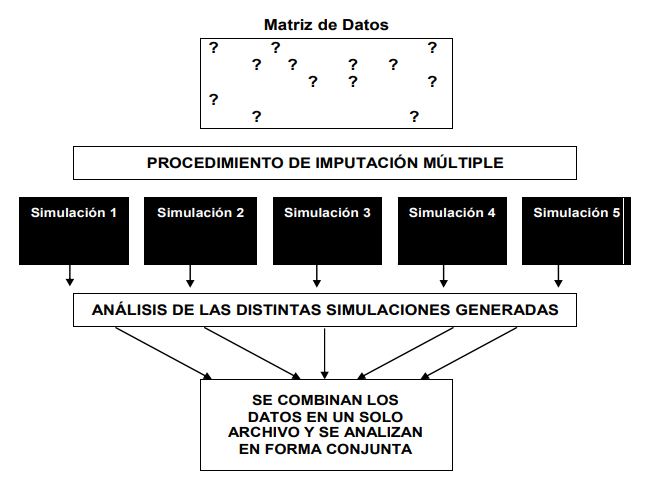 Matriz de Datos
? ? ?
? ? ? ?
? ? ?
?
? ?
PROCEDIMIENTO DE IMPUTACIÓN MÚLTIPLE
Simulación 1 Simulación 2 Simulación 3 Simulación 4 Simulación 5
ANÁLISIS DE LAS DISTINTAS SIMULACIONES GENERADAS
SE COMBINAN LOS
DATOS EN UN SOLO
ARCHIVO Y SE ANALIZAN
EN FORMA CONJUNTA